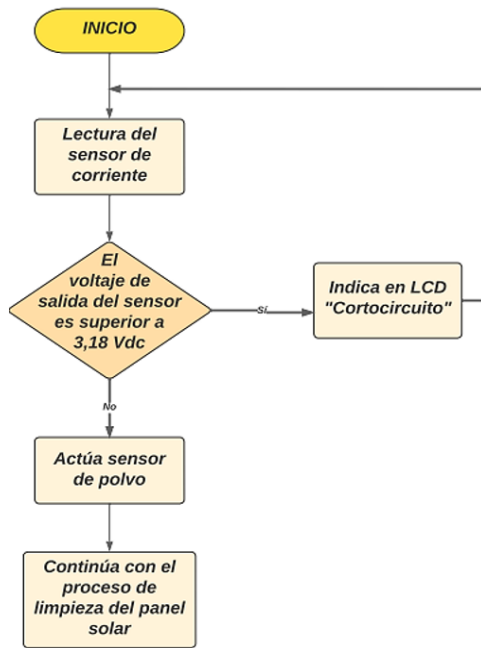 INICIO
Lectura del
sensor de
corriente
El
voltaje de
salida del sensor
es superior a
3,18 Vdc
Sí
Indica en LCD
"Cortocircuito"
No
Actúa sensor
de polvo
Continúa con el
proceso de
limpieza del panel
solar